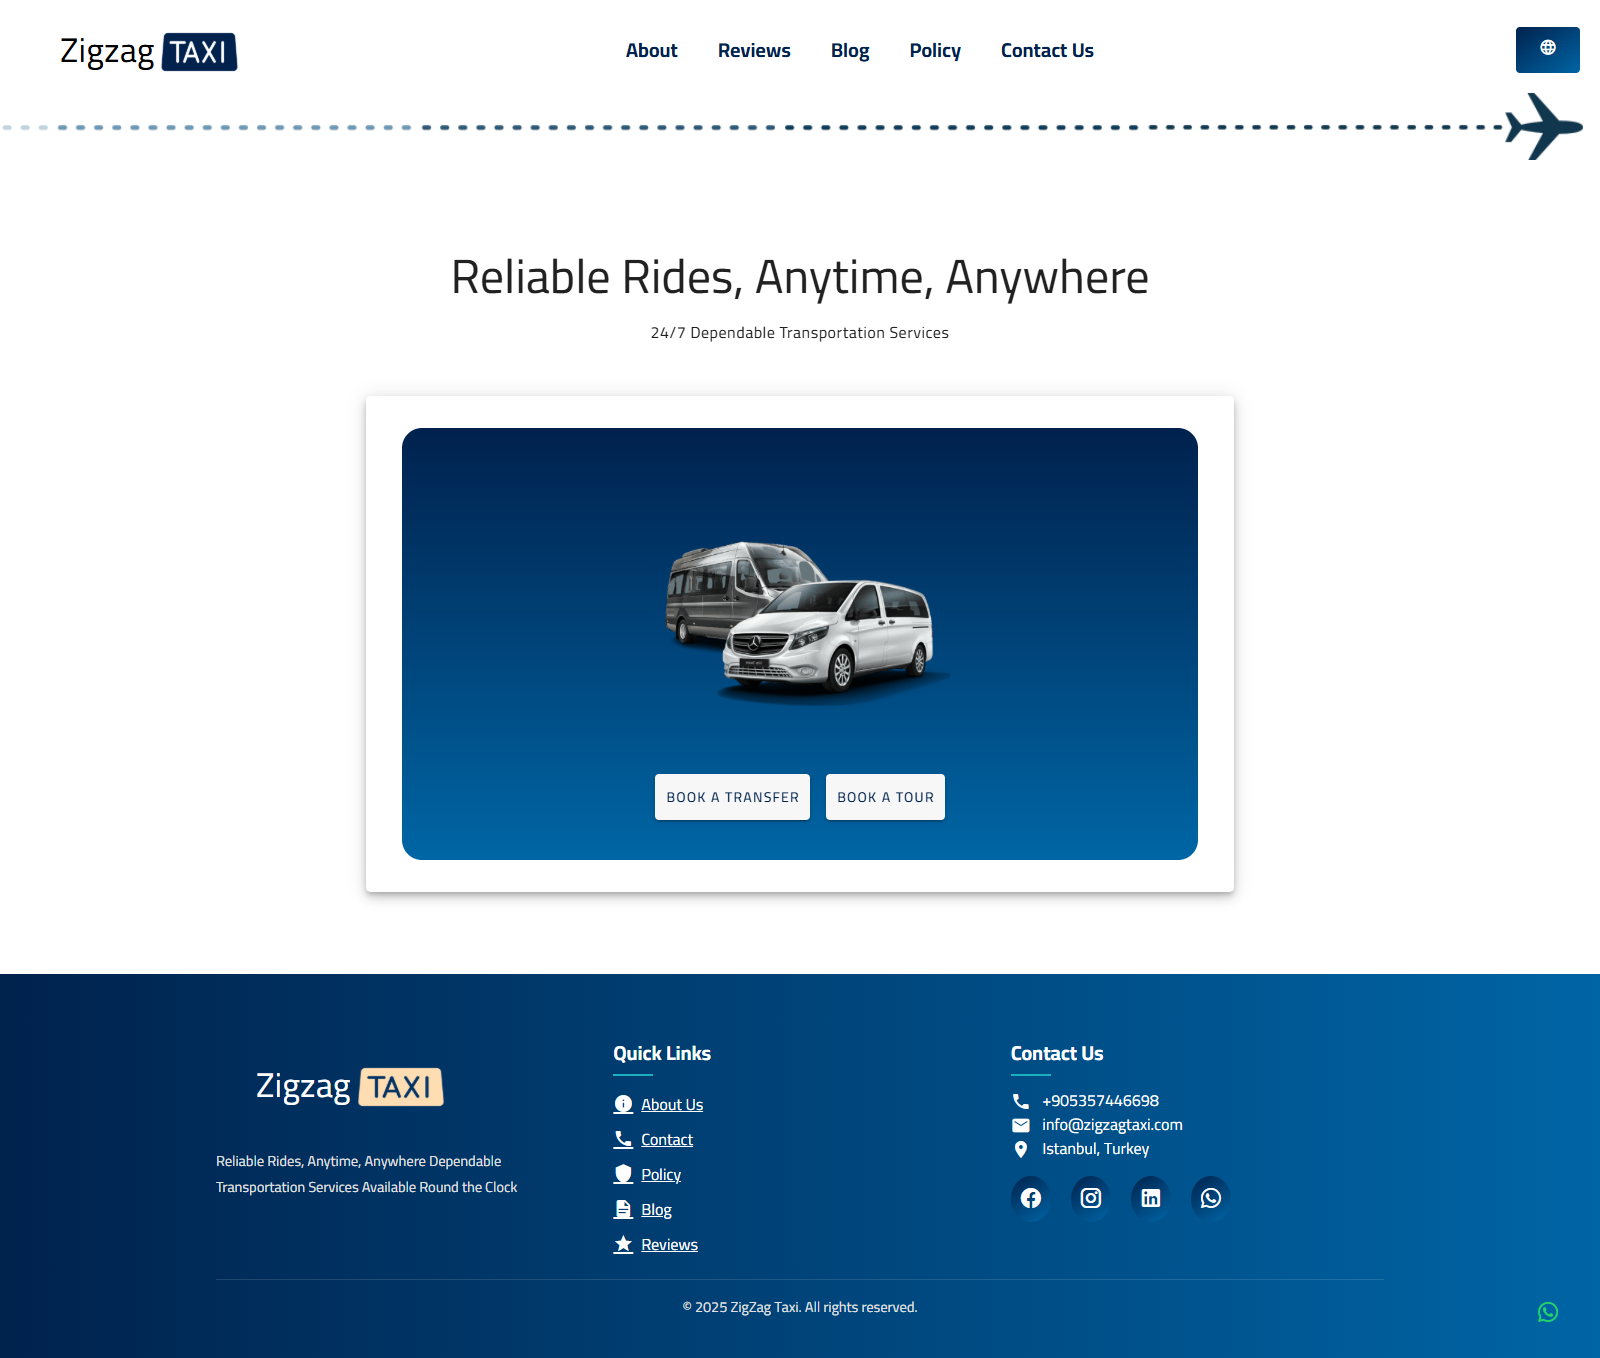 Zigzag TAXI
About
Reviews
Blog
Policy
Contact Us
Reliable Rides, Anytime, Anywhere
24/7 Dependable Transportation Services
BOOK A TRANSFER
BOOK A TOUR
Zigzag TAXI
Reliable Rides, Anytime, Anywhere Dependable
Transportation Services Available Round the Clock
Quick Links
About Us
Contact
Policy
Blog
Reviews
Contact Us
+905357446698
info@zigzagtaxi.com
Istanbul, Turkey
© 2025 ZigZag Taxi. All rights reserved.